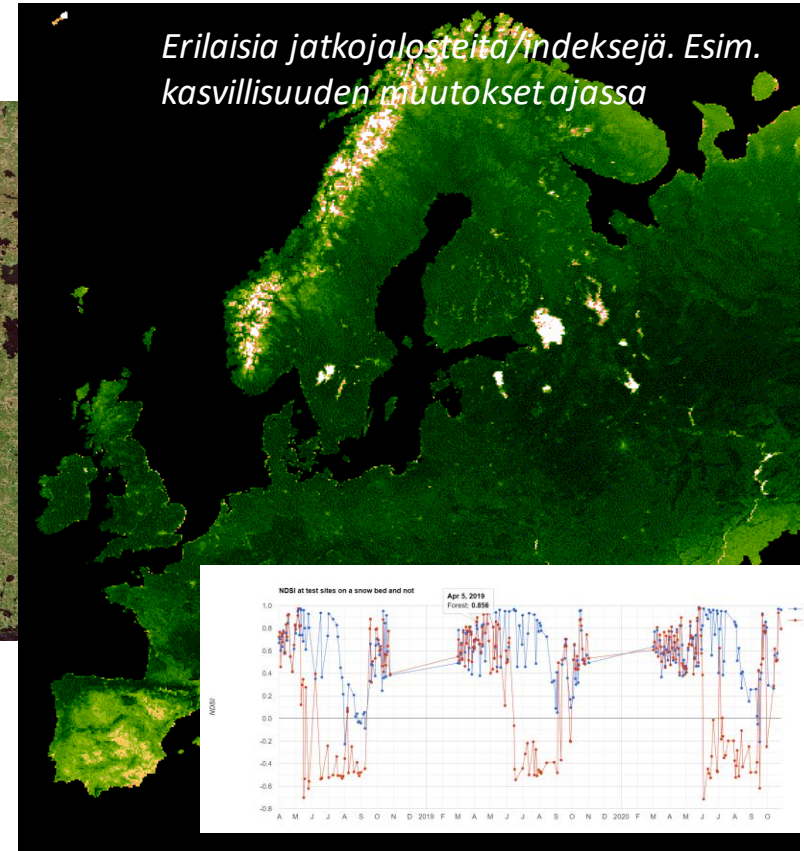 Erilaisia jatkojalosteita/indeksejä. Esim.
kasvillisuuden muutokset ajassa
NDSI at test sites on a snow bed and not
Apr 5, 2019
Forest: 0.856
1.0
0.8
0.6
0.4
0.2
0.0
-0.2
-0.4
-0.6
-0.8
NDSI
A M J J A S O N D 2019 F M A M J J A S O N D 2020 F M A M J J A S O